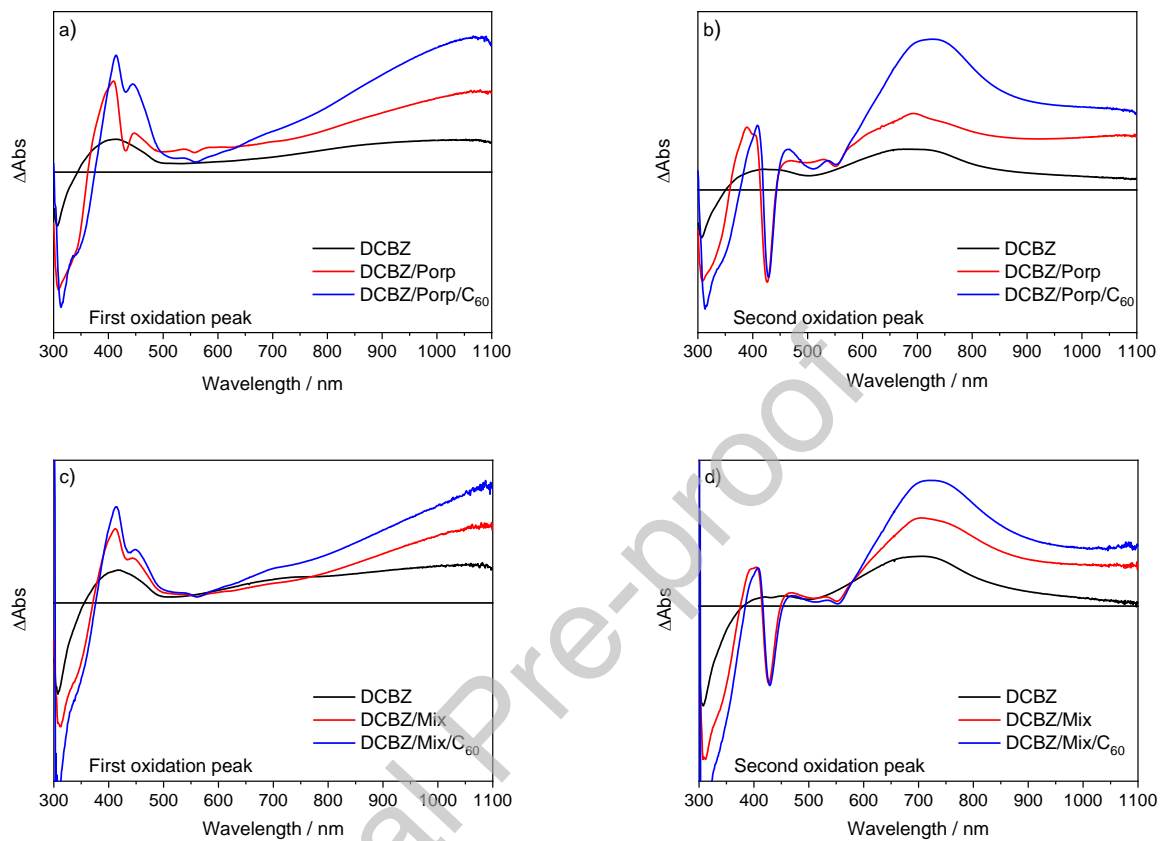 a)
ΔAbs
DCBZ
DCBZ/Porp
DCBZ/Porp/C60
First oxidation peak
300 400 500 600 700 800 900 1000 1100
Wavelength / nm
b)
ΔAbs
DCBZ
DCBZ/Porp
DCBZ/Porp/C60
Second oxidation peak
300 400 500 600 700 800 900 1000 1100
Wavelength / nm
c)
ΔAbs
DCBZ
DCBZ/Mix
DCBZ/Mix/C60
First oxidation peak
300 400 500 600 700 800 900 1000 1100
Wavelength / nm
d)
ΔAbs
DCBZ
DCBZ/Mix
DCBZ/Mix/C60
Second oxidation peak
300 400 500 600 700 800 900 1000 1100
Wavelength / nm
al Pre-proof